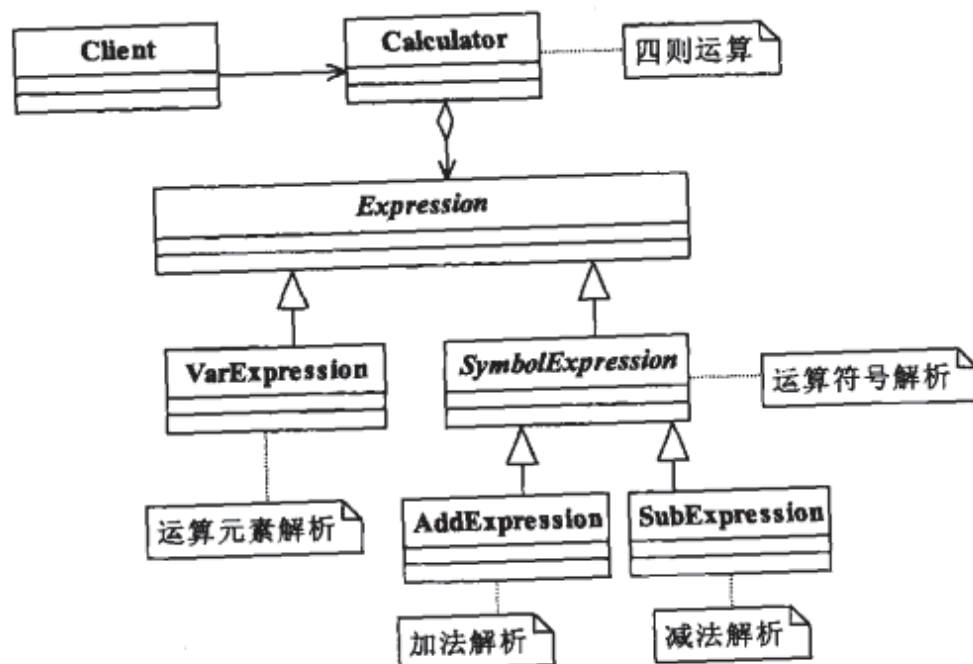 Client
Calculator
四则运算
Expression
VarExpression
SymbolExpression
运算符号解析
运算元素解析
AddExpression
SubExpression
加法解析
减法解析